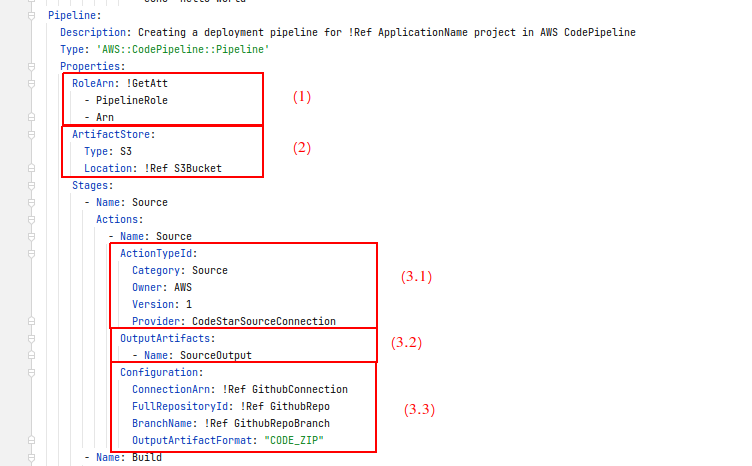 Pipeline:
Description: Creating a deployment pipeline for !Ref ApplicationName project in AWS CodePipeline
Type: 'AWS::CodePipeline::Pipeline'
Properties:
RoleArn: !GetAtt
- PipelineRole
- Arn
(1)
ArtifactStore:
Type: S3
Location: !Ref S3Bucket
(2)
Stages:
- Name: Source
Actions:
- Name: Source
ActionTypeId:
Category: Source
Owner: AWS
Version: 1
Provider: CodeStarSourceConnection
(3.1)
OutputArtifacts:
- Name: SourceOutput
(3.2)
Configuration:
ConnectionArn: !Ref GithubConnection
FullRepositoryId: !Ref GithubRepo
BranchName: !Ref GithubRepoBranch
OutputArtifactFormat: "CODE_ZIP"
(3.3)
- Name: Build